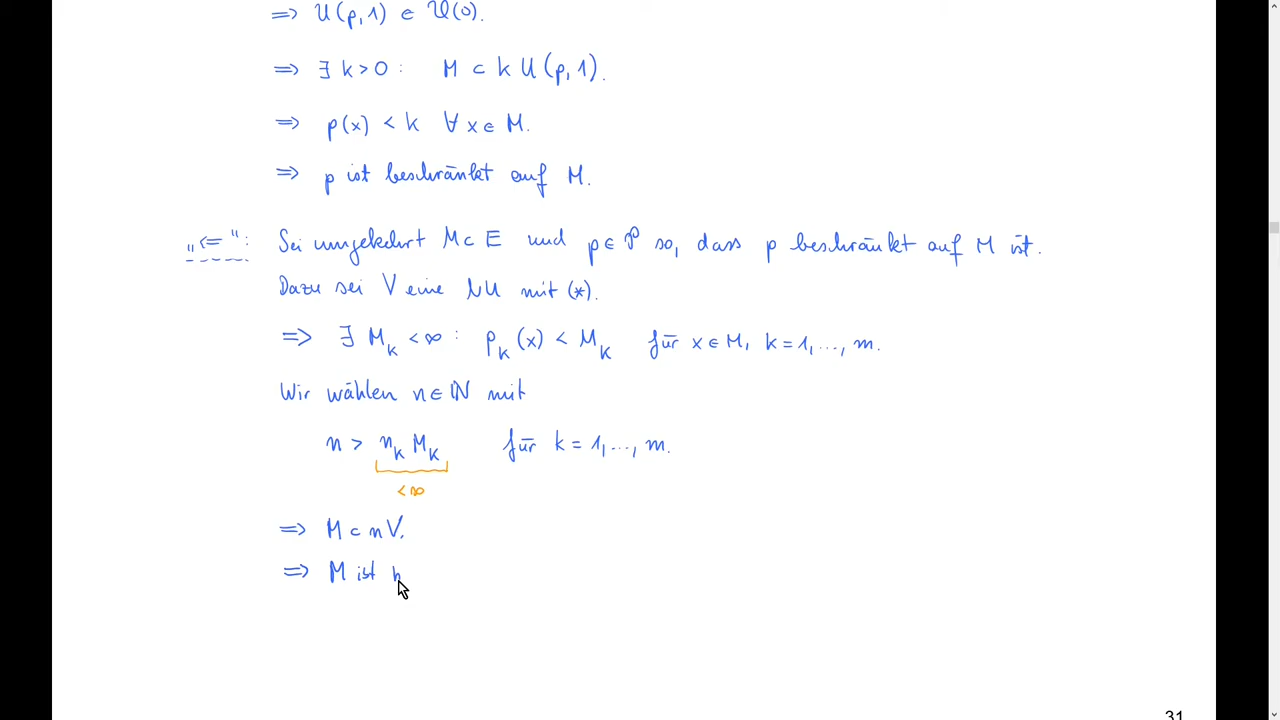 ⇒ U(p,1) ∈ 𝒰(0).
⇒ ∃ k>0: M ⊂ k U(p,1).
⇒ p(x) < k ∀ x ∈ M.
⇒ p ist beschränkt auf M.
"⇐": Sei umgekehrt M ⊂ E und p ∈ 𝒫 so, dass p beschränkt auf M ist.
Dazu sei V eine NU mit (*).
⇒ ∃ M_k < ∞: p_k(x) < M_k für x ∈ M, k = 1, ..., m.
Wir wählen n ∈ ℕ mit
n > n_k M_k für k = 1, ..., m.
< ∞
⇒ M ⊂ n V.
⇒ M ist
31